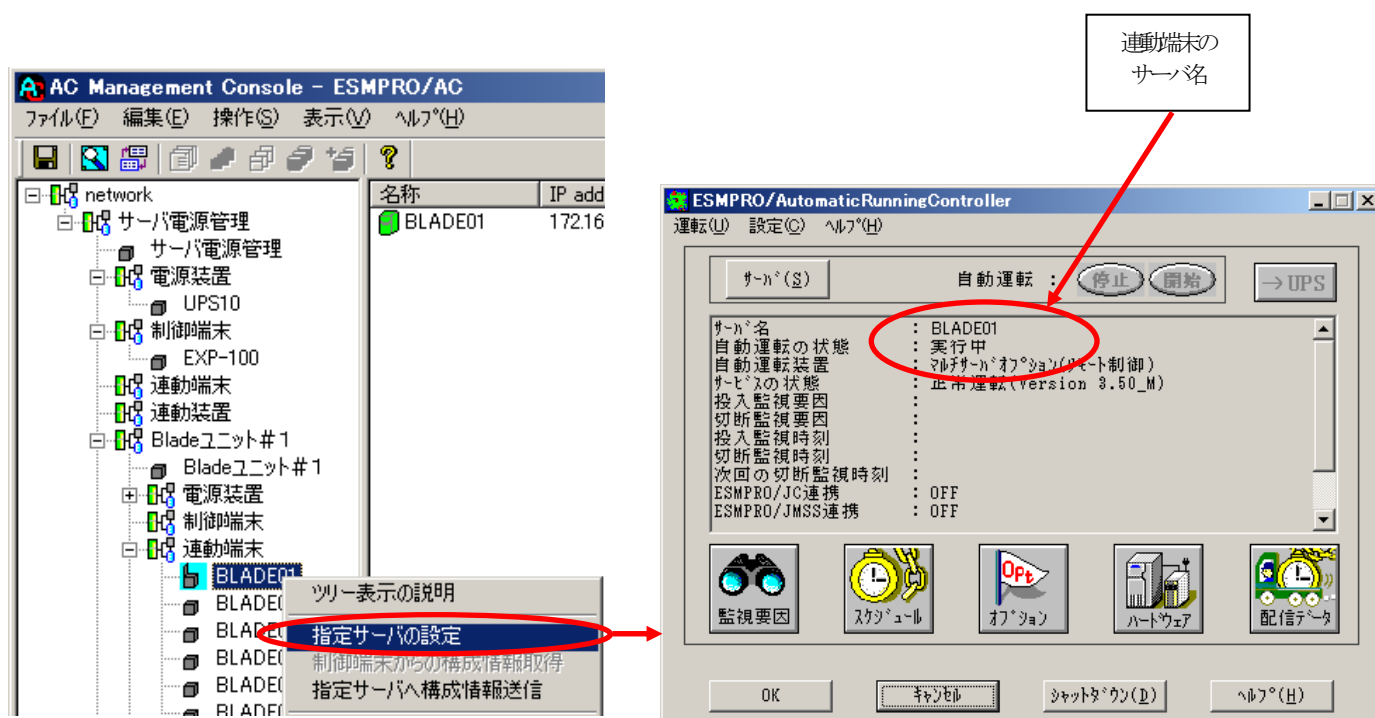 連動端末の
サーバ名
AC Management Console - ESMPRO/AC
ファイル(F) 編集(E) 操作(S) 表示(V) ヘルプ(H)
network
サーバ電源管理
サーバ電源管理
電源装置
UPS10
制御端末
EXP-100
連動端末
連動装置
Bladeユニット#1
Bladeユニット#1
電源装置
制御端末
連動端末
BLADE01
名称 IP add
BLADE01 172.16
ツリー表示の説明
指定サーバの設定
制御端末からの構成情報取得
指定サーバへ構成情報送信
ESMPRO/AutomaticRunningController
運転(U) 設定(C) ヘルプ(H)
サーバ(S) 自動運転 : 停止 開始 →UPS
サーバ名 : BLADE01
自動運転の状態 : 実行中
自動運転装置 : マルチサーバオプション(リモート制御)
サービスの状態 : 正常運転(Version 3.50_M)
投入監視要因 :
切断監視要因 :
投入監視時刻 :
切断監視時刻 :
次回の切断監視時刻 :
ESMPRO/JC連携 : OFF
ESMPRO/JMSS連携 : OFF
監視要因 スケジュール オプション ハードウェア 配信データ
OK キャンセル シャットダウン(D) ヘルプ(H)